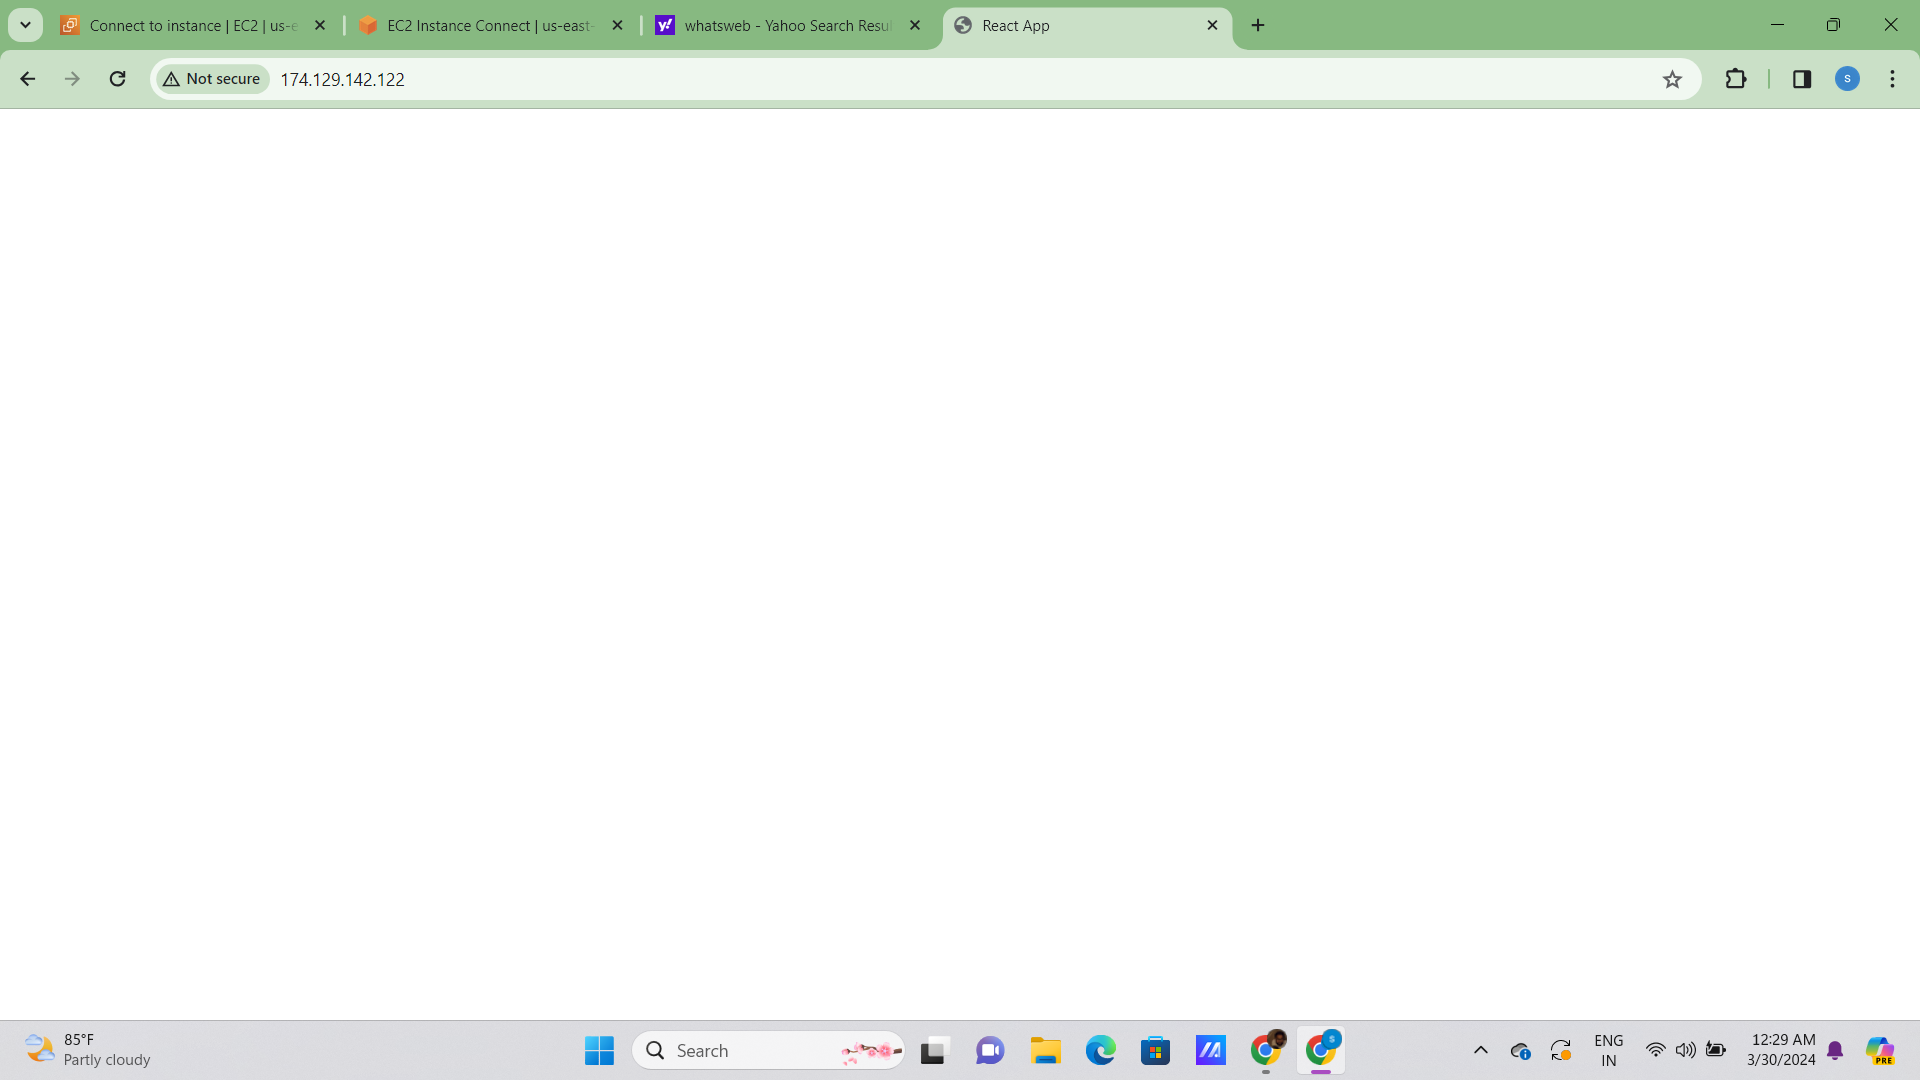 Connect to instance | EC2 | us-e
EC2 Instance Connect | us-east-
whatsweb - Yahoo Search Resul
React App
Not secure
174.129.142.122
S
85°F
Partly cloudy
Search
S
ENG
IN
12:29 AM
3/30/2024
PRE